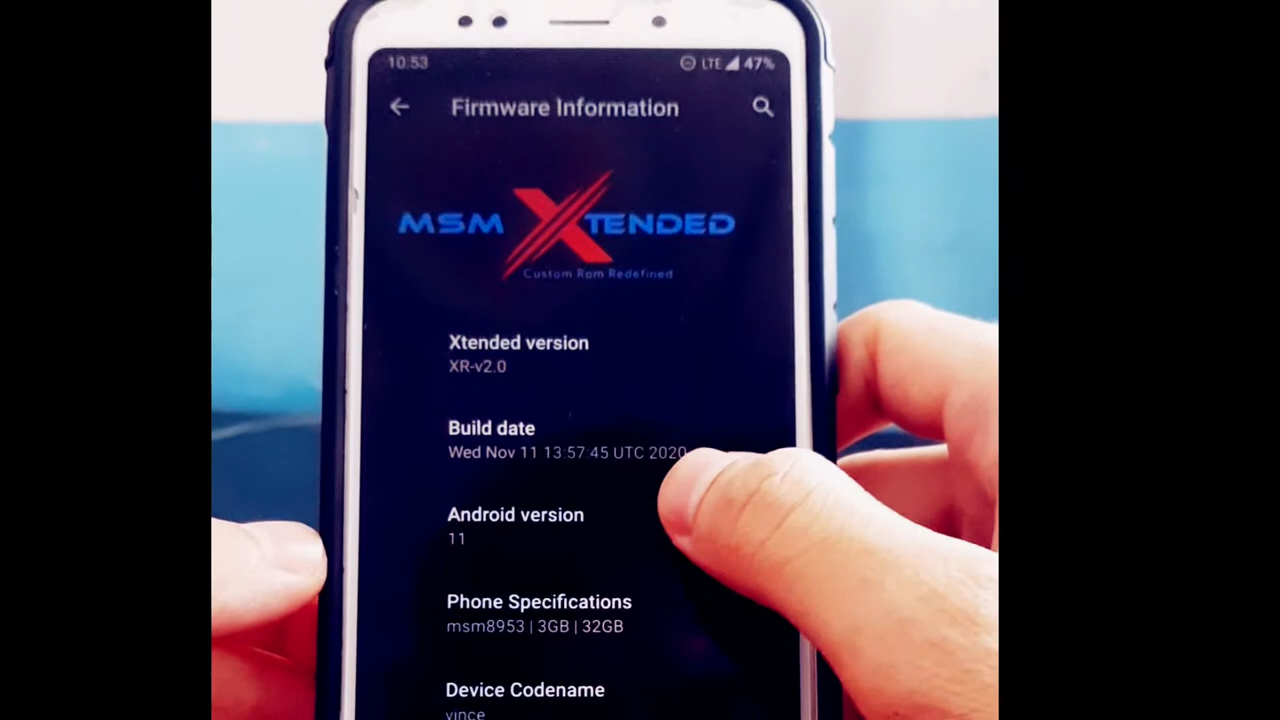 10:53 LTE 47%
Firmware Information
MSM XTENDED
Custom Rom Redefined
Xtended version
XR-v2.0
Build date
Wed Nov 11 13:57:45 UTC 2020
Android version
11
Phone Specifications
msm8953 | 3GB | 32GB
Device Codename
vince